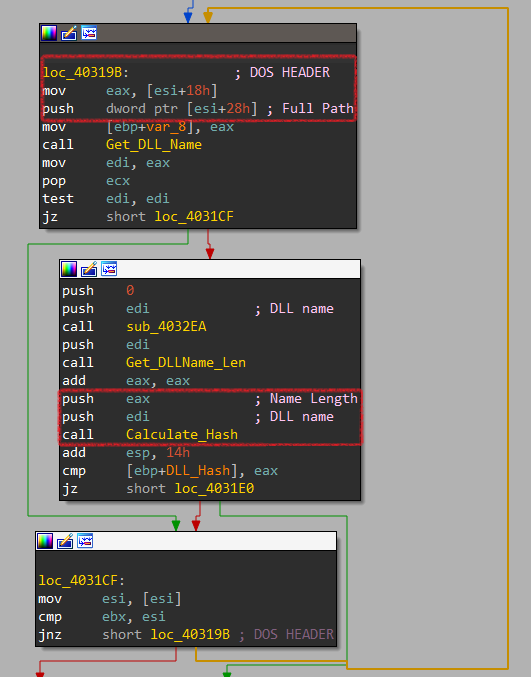 loc_40319B: ; DOS HEADER
mov eax, [esi+18h]
push dword ptr [esi+28h] ; Full Path
mov [ebp+var_8], eax
call Get_DLL_Name
mov edi, eax
pop ecx
test edi, edi
jz short loc_4031CF
push 0
push edi ; DLL name
call sub_4032EA
push edi
call Get_DLLName_Len
add eax, eax
push eax ; Name Length
push edi ; DLL name
call Calculate_Hash
add esp, 14h
cmp [ebp+DLL_Hash], eax
jz short loc_4031E0
loc_4031CF:
mov esi, [esi]
cmp ebx, esi
jnz short loc_40319B ; DOS HEADER